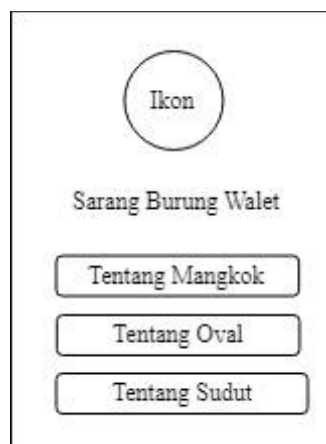 Ikon
Sarang Burung Walet
Tentang Mangkok
Tentang Oval
Tentang Sudut